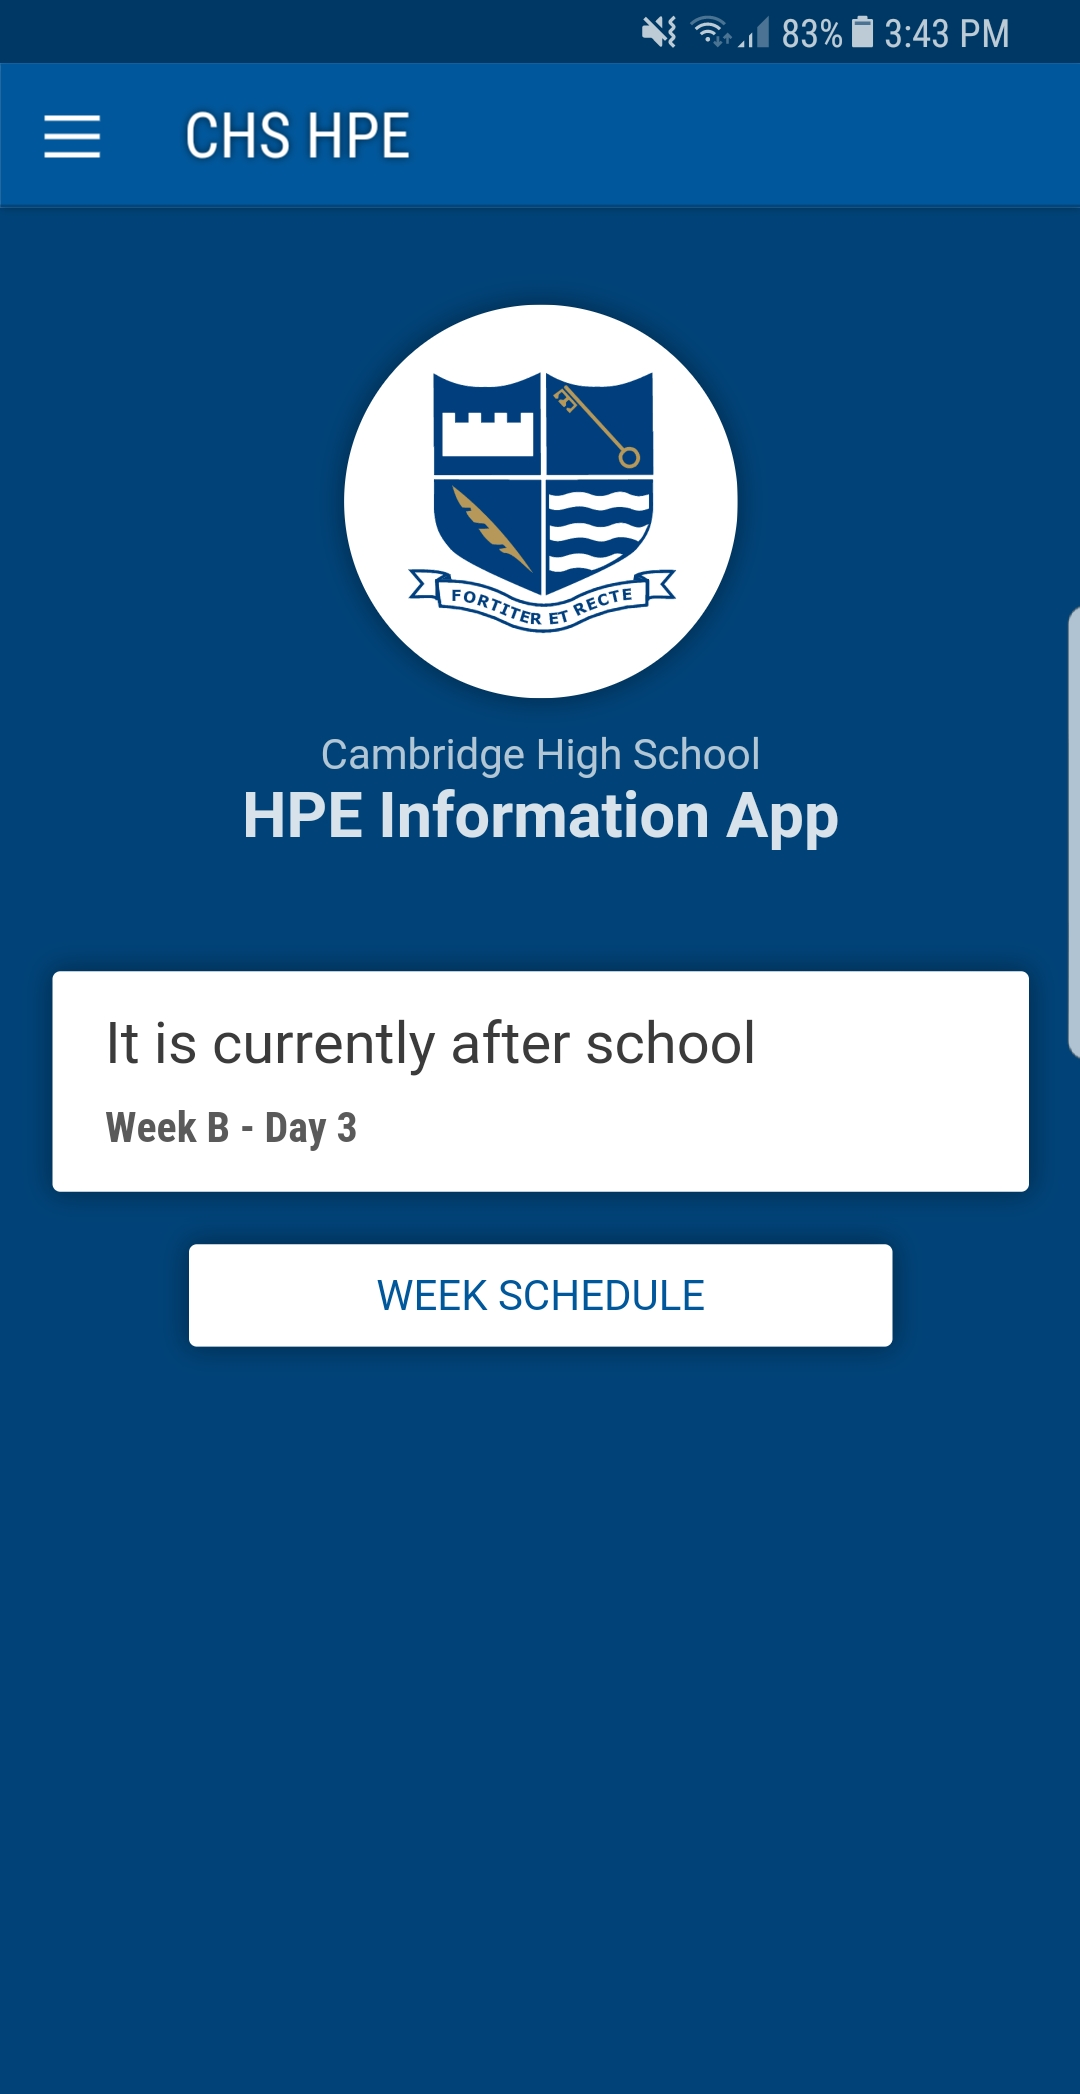 83% 3:43 PM
CHS HPE
FORTITER ET RECTE
Cambridge High School
HPE Information App
It is currently after school
Week B - Day 3
WEEK SCHEDULE